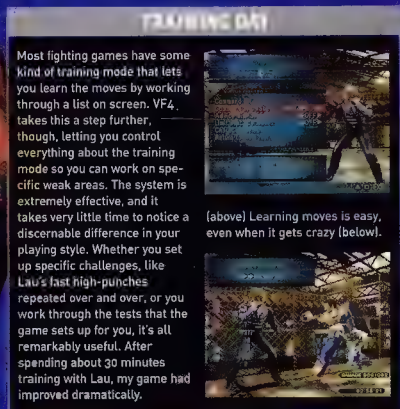 TRAINING DAY
Most fighting games have some
kind of training mode that lets
you learn the moves by working
through a list on screen. VF4
takes this a step further,
though, letting you control
everything about the training
mode so you can work on spe-
cific weak areas. The system is
extremely effective, and it
takes very little time to notice a
discernable difference in your
playing style. Whether you set
up specific challenges, like
Lau's fast high-punches
repeated over and over, or you
work through the tests that the
game sets up for you, it's all
remarkably useful. After
spending about 30 minutes
training with Lau, my game had
improved dramatically.
Command
(above) Learning moves is easy,
even when it gets crazy (below).